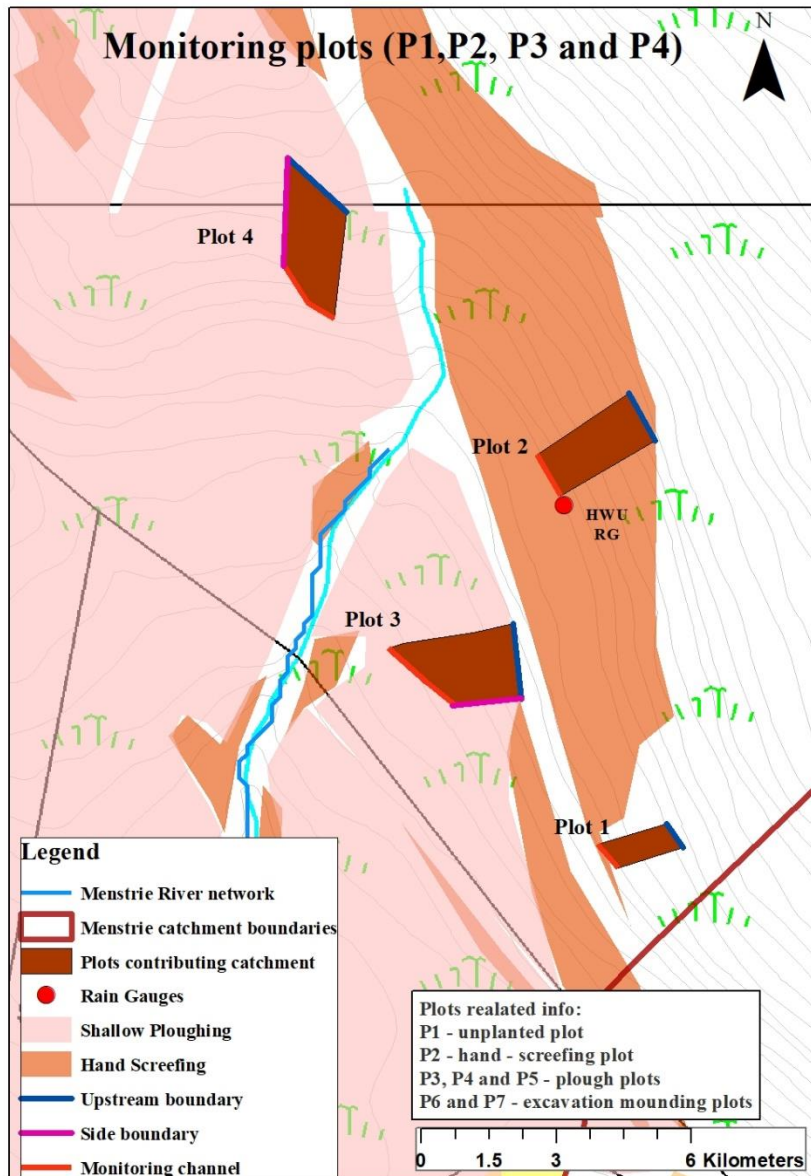 Monitoring plots (P1,P2, P3 and P4)
N
Plot 4
Plot 2
HWU
RG
Plot 3
Plot 1
Legend
Menstrie River network
Menstrie catchment boundaries
Plots contributing catchment
Rain Gauges
Shallow Ploughing
Hand Screefing
Upstream boundary
Side boundary
Monitoring channel
Plots realated info:
P1 - unplanted plot
P2 - hand - screefing plot
P3, P4 and P5 - plough plots
P6 and P7 - excavation mounding plots
0 1.5 3 6 Kilometers